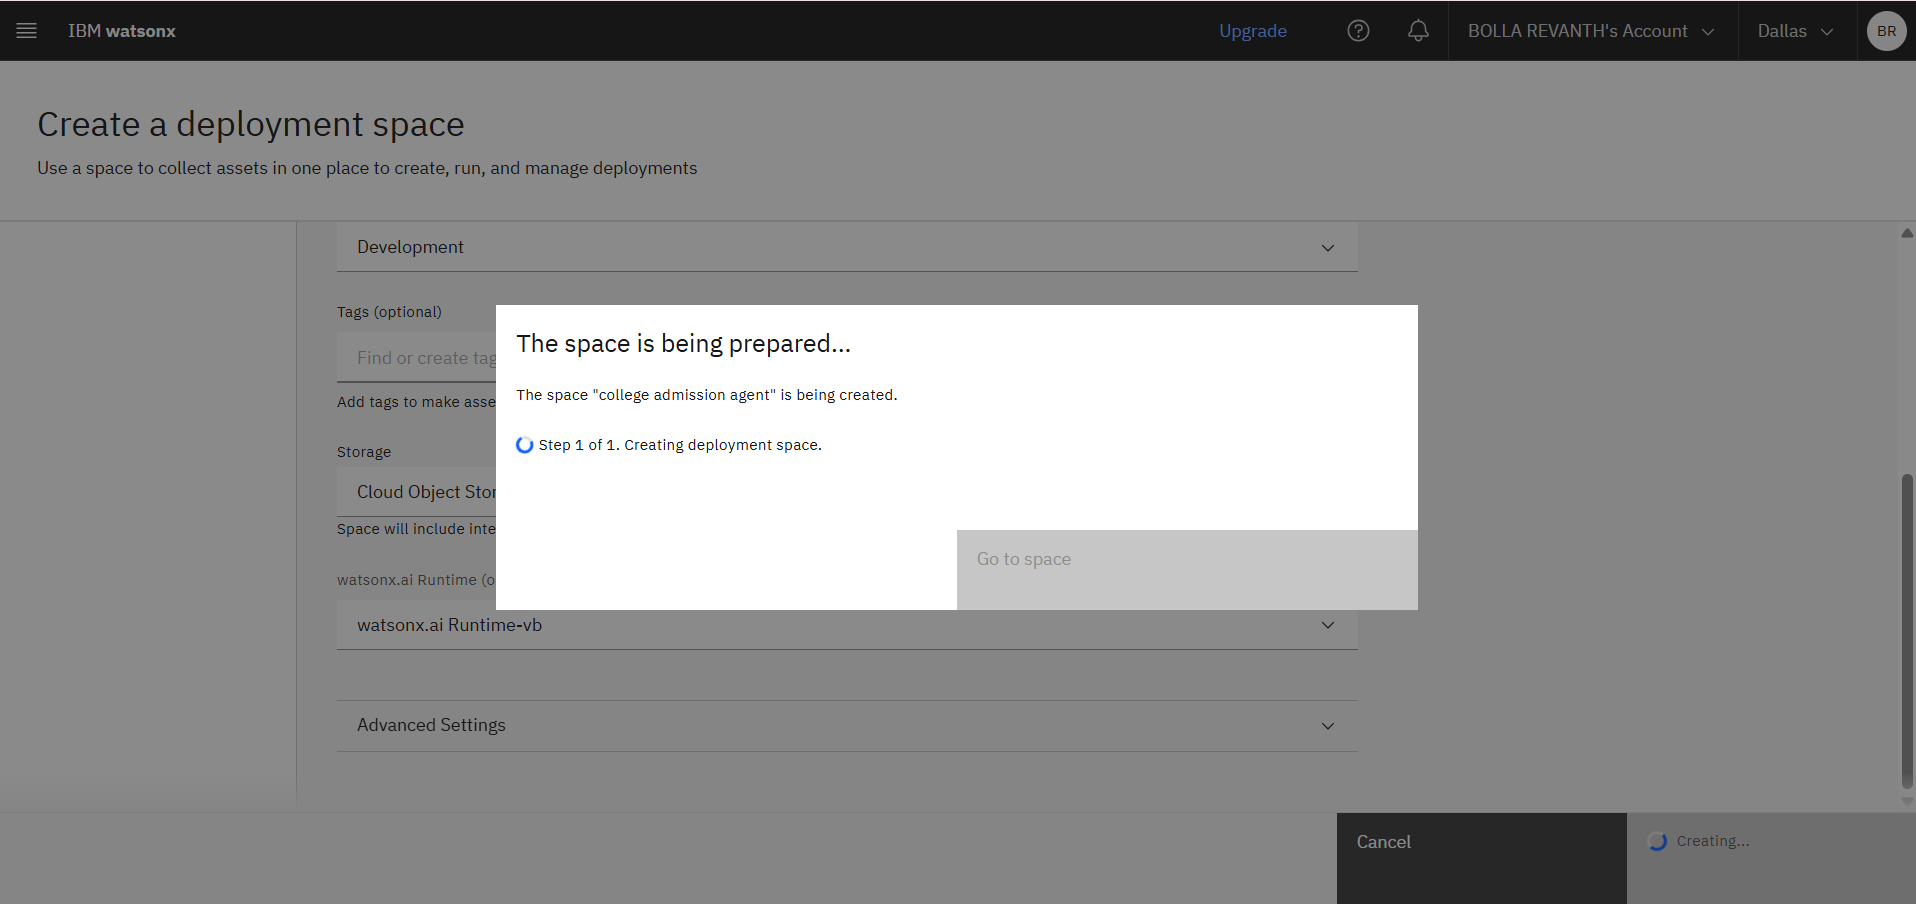 IBM watsonx
Upgrade
BOLLA REVANTH's Account
Dallas
BR
Create a deployment space
Use a space to collect assets in one place to create, run, and manage deployments
Development
Tags (optional)
Find or create tag
Add tags to make asse
Storage
Cloud Object Stor
Space will include inte
watsonx.ai Runtime (o
watsonx.ai Runtime-vb
Advanced Settings
The space is being prepared...
The space "college admission agent" is being created.
Step 1 of 1. Creating deployment space.
Go to space
Cancel
Creating...